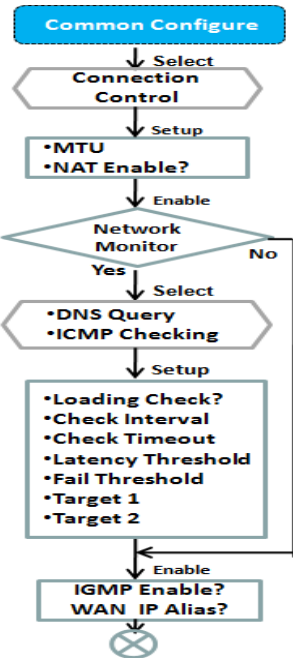 Common Configure
Select
Connection
Control
Setup
•MTU
•NAT Enable?
Enable
Network
Monitor
No
Yes
Select
•DNS Query
•ICMP Checking
Setup
•Loading Check?
•Check Interval
•Check Timeout
•Latency Threshold
•Fail Threshold
•Target 1
•Target 2
Enable
IGMP Enable?
WAN IP Alias?